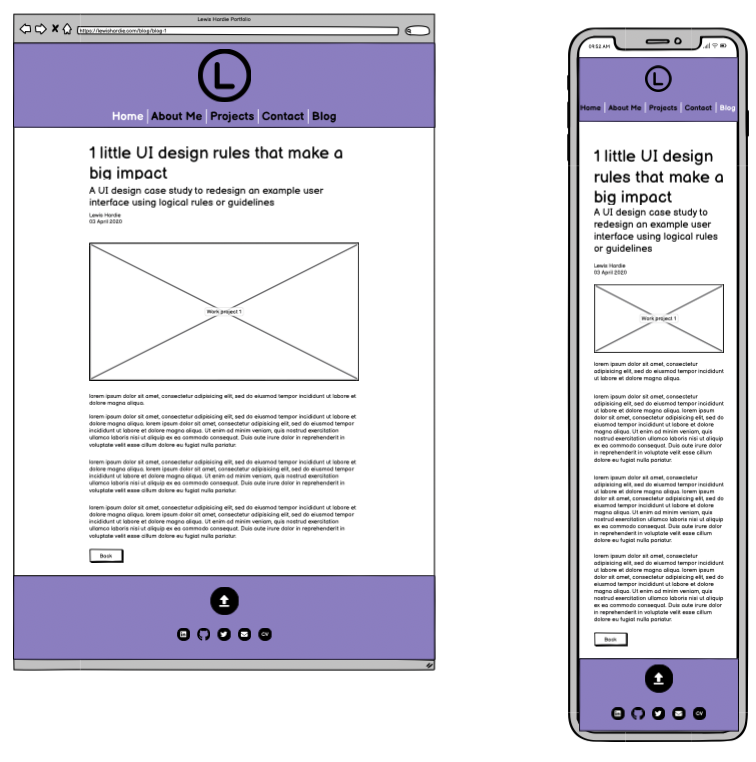 Lewis Hardie Portfolio
https://lewishardie.com/blog/blog-1
L
Home About Me Projects Contact Blog
1 little UI design rules that make a
big impact
A UI design case study to redesign an example user
interface using logical rules or guidelines
Lewis Hardie
03 April 2020
Work project 1
lorem ipsum dolor sit amet, consectetur adipisicing elit, sed do eiusmod tempor incididunt ut labore et
dolore magna aliqua.
lorem ipsum dolor sit amet, consectetur adipisicing elit, sed do eiusmod tempor incididunt ut labore et
dolore magna aliqua. lorem ipsum dolor sit amet, consectetur adipisicing elit, sed do eiusmod tempor
incididunt ut labore et dolore magna aliqua. Ut enim ad minim veniam, quis nostrud exercitation
ullamco laboris nisi ut aliquip ex ea commodo consequat. Duis aute irure dolor in reprehenderit in
voluptate velit esse cillum dolore eu fugiat nulla pariatur.
lorem ipsum dolor sit amet, consectetur adipisicing elit, sed do eiusmod tempor incididunt ut labore et
dolore magna aliqua. lorem ipsum dolor sit amet, consectetur adipisicing elit, sed do eiusmod tempor
incididunt ut labore et dolore magna aliqua. Ut enim ad minim veniam, quis nostrud exercitation
ullamco laboris nisi ut aliquip ex ea commodo consequat. Duis aute irure dolor in reprehenderit in
voluptate velit esse cillum dolore eu fugiat nulla pariatur.
lorem ipsum dolor sit amet, consectetur adipisicing elit, sed do eiusmod tempor incididunt ut labore et
dolore magna aliqua. lorem ipsum dolor sit amet, consectetur adipisicing elit, sed do eiusmod tempor
incididunt ut labore et dolore magna aliqua. Ut enim ad minim veniam, quis nostrud exercitation
ullamco laboris nisi ut aliquip ex ea commodo consequat. Duis aute irure dolor in reprehenderit in
voluptate velit esse cillum dolore eu fugiat nulla pariatur.
Back
in CV
09:52 AM
L
Home About Me Projects Contact Blog
1 little UI design
rules that make a
big impact
A UI design case study to
redesign an example user
interface using logical rules
or guidelines
Lewis Hardie
03 April 2020
Work project 1
lorem ipsum dolor sit amet, consectetur
adipisicing elit, sed do eiusmod tempor incididunt
ut labore et dolore magna aliqua.
lorem ipsum dolor sit amet, consectetur
adipisicing elit, sed do eiusmod tempor incididunt
ut labore et dolore magna aliqua. lorem ipsum
dolor sit amet, consectetur adipisicing elit, sed do
eiusmod tempor incididunt ut labore et dolore
magna aliqua. Ut enim ad minim veniam, quis
nostrud exercitation ullamco laboris nisi ut aliquip
ex ea commodo consequat. Duis aute irure dolor
in reprehenderit in voluptate velit esse cillum
dolore eu fugiat nulla pariatur.
lorem ipsum dolor sit amet, consectetur
adipisicing elit, sed do eiusmod tempor incididunt
ut labore et dolore magna aliqua. lorem ipsum
dolor sit amet, consectetur adipisicing elit, sed do
eiusmod tempor incididunt ut labore et dolore
magna aliqua. Ut enim ad minim veniam, quis
nostrud exercitation ullamco laboris nisi ut aliquip
ex ea commodo consequat. Duis aute irure dolor
in reprehenderit in voluptate velit esse cillum
dolore eu fugiat nulla pariatur.
lorem ipsum dolor sit amet, consectetur
adipisicing elit, sed do eiusmod tempor incididunt
ut labore et dolore magna aliqua. lorem ipsum
dolor sit amet, consectetur adipisicing elit, sed do
eiusmod tempor incididunt ut labore et dolore
magna aliqua. Ut enim ad minim veniam, quis
nostrud exercitation ullamco laboris nisi ut aliquip
ex ea commodo consequat. Duis aute irure dolor
in reprehenderit in voluptate velit esse cillum
dolore eu fugiat nulla pariatur.
Back
in CV